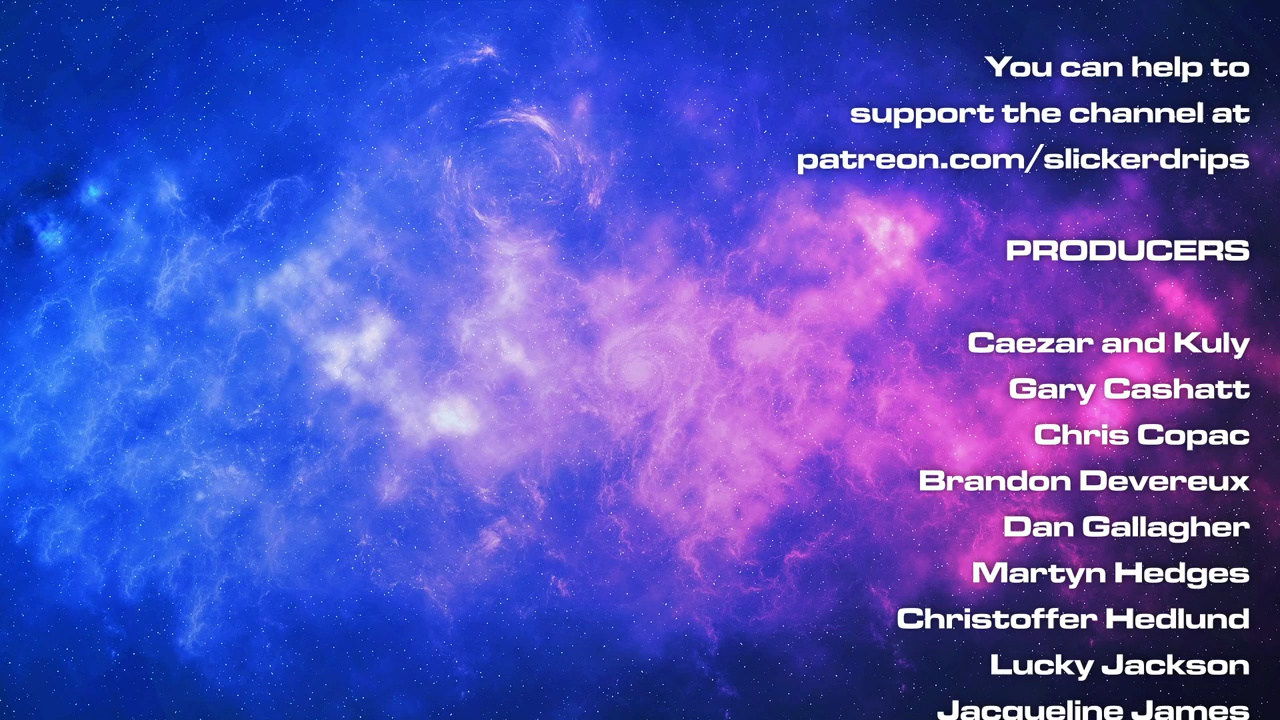 You can help to
support the channel at
patreon.com/slickerdrips
PRODUCERS
Caezar and Kuly
Gary Cashatt
Chris Copac
Brandon Devereux
Dan Gallagher
Martyn Hedges
Christoffer Hedlund
Lucky Jackson
Jacqueline James